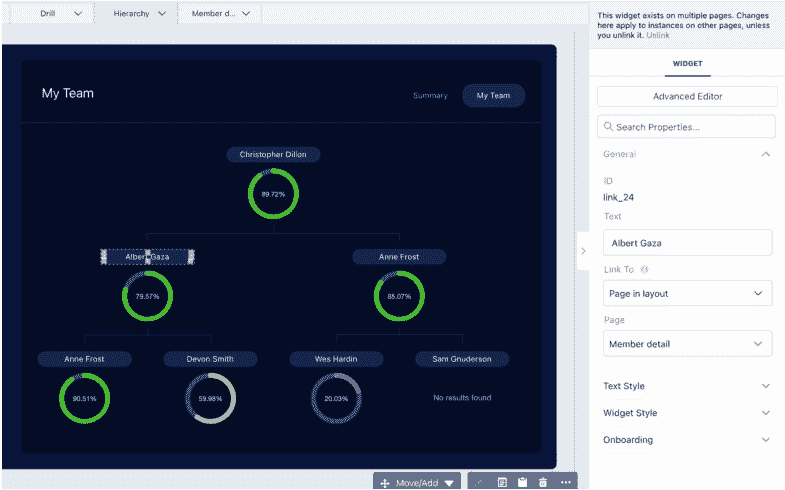 Drill
Hierarchy
Member d...
This widget exists on multiple pages. Changes
here apply to instances on other pages, unless
you unlink it. Unlink
WIDGET
Advanced Editor
Search Properties...
General
ID
link_24
Text
Albert Gaza
Link To
Page in layout
Page
Member detail
Text Style
Widget Style
Onboarding
My Team
Summary
My Team
Christopher Dillon
89.72%
Albert Gaza
Anne Frost
79.57%
85.07%
Anne Frost
Devon Smith
Wes Hardin
Sam Gnuderson
90.51%
59.98%
20.03%
No results found
Move/Add